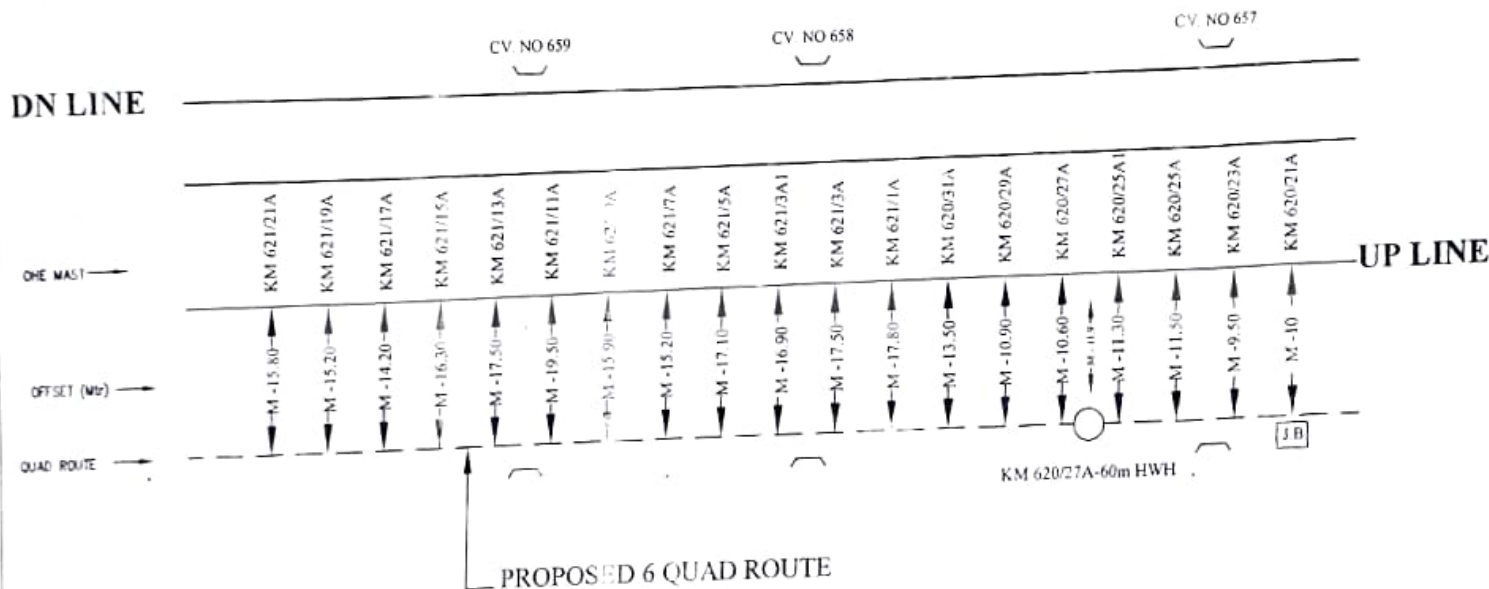 CV. NO 659
CV. NO 658
CV. NO 657
DN LINE
KM 621/21A
KM 621/19A
KM 621/17A
KM 621/15A
KM 621/13A
KM 621/11A
KM
KM 621/7A
KM 621/5A
KM 621/3A1
KM 621/3A
KM 621/1A
KM 620/31A
KM 620/29A
KM 620/27A
KM 620/25A1
KM 620/25A
KM 620/23A
KM 620/21A
OHE MAST
UP LINE
OFFSET (Mtr)
M -15.80
M -15.20
M -14.20
M -16.30
M -17.50
M -19.50
M -15.90
M -15.20
M -17.10
M -16.90
M -17.50
M -17.80
M -13.50
M -10.90
M -10.60
M
M -11.30
M -11.50
M -9.50
M -10
QUAD ROUTE
J.B
KM 620/27A-60m HWH
PROPOSED 6 QUAD ROUTE